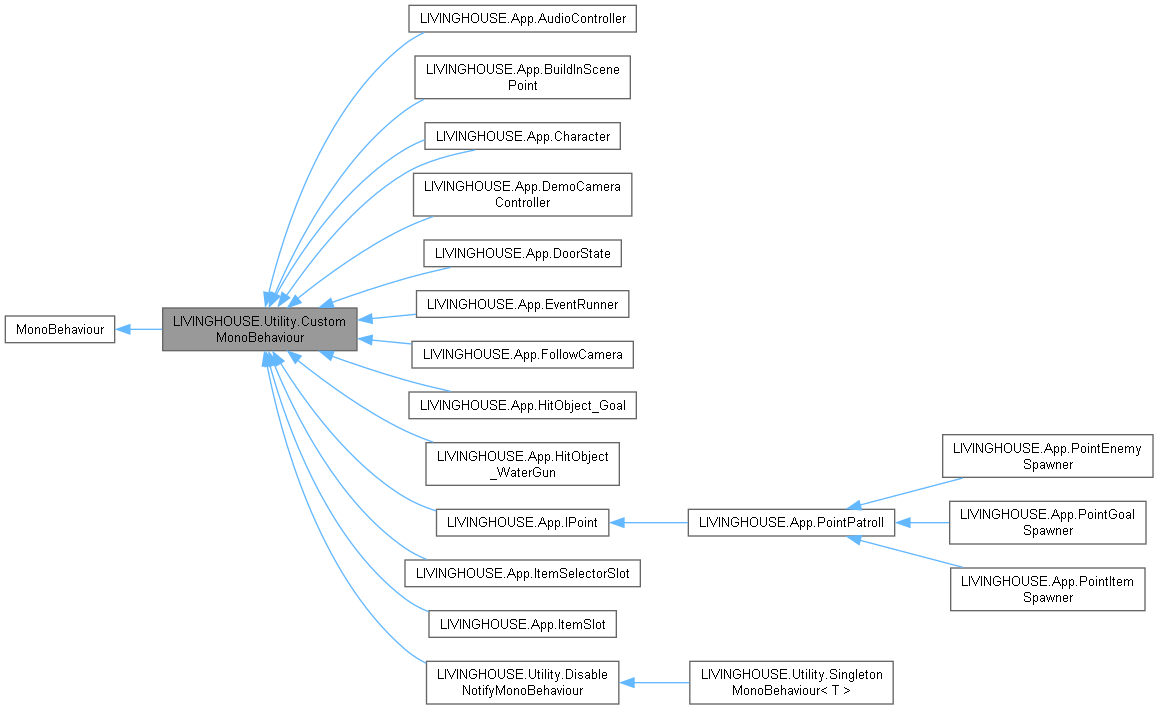 LIVINGHOUSE.App.AudioController
LIVINGHOUSE.App.BuildInScene
Point
LIVINGHOUSE.App.Character
LIVINGHOUSE.App.DemoCamera
Controller
LIVINGHOUSE.App.DoorState
LIVINGHOUSE.App.EventRunner
MonoBehaviour
LIVINGHOUSE.Utility.Custom
MonoBehaviour
LIVINGHOUSE.App.FollowCamera
LIVINGHOUSE.App.HitObject_Goal
LIVINGHOUSE.App.HitObject
_WaterGun
LIVINGHOUSE.App.IPoint
LIVINGHOUSE.App.PointPatroll
LIVINGHOUSE.App.PointEnemy
Spawner
LIVINGHOUSE.App.PointGoal
Spawner
LIVINGHOUSE.App.PointItem
Spawner
LIVINGHOUSE.App.ItemSelectorSlot
LIVINGHOUSE.App.ItemSlot
LIVINGHOUSE.Utility.Disable
NotifyMonoBehaviour
LIVINGHOUSE.Utility.Singleton
MonoBehaviour< T >